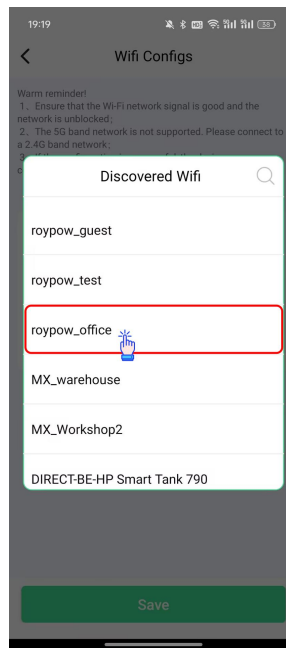 19:19
38
Wifi Configs
Warm reminder!
1、Ensure that the Wi-Fi network signal is good and the
network is unblocked;
2、The 5G band network is not supported. Please connect to
a 2.4G band network;
Discovered Wifi
roypow_guest
roypow_test
roypow_office
MX_warehouse
MX_Workshop2
DIRECT-BE-HP Smart Tank 790
Save